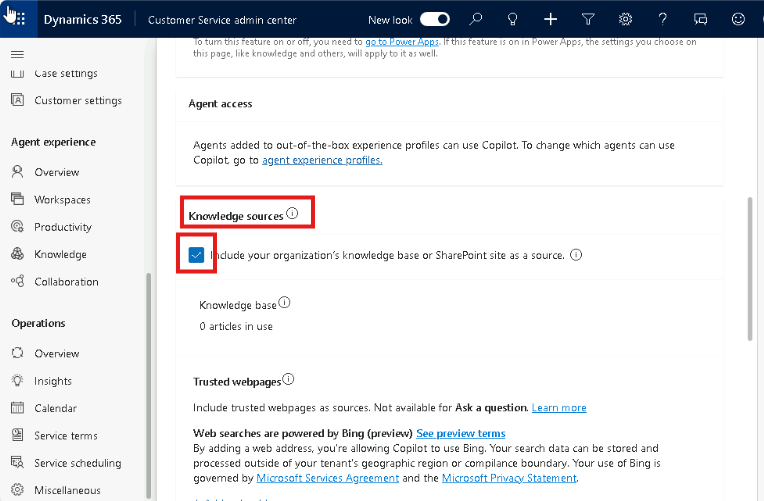 Dynamics 365
Customer Service admin center
New look
Case settings
Customer settings
Agent experience
Overview
Workspaces
Productivity
Knowledge
Collaboration
Operations
Overview
Insights
Calendar
Service terms
Service scheduling
Miscellaneous
To turn this feature on or off, you need to go to Power Apps. If this feature is on in Power Apps, the settings you choose on
this page, like knowledge and others, will apply to it as well.
Agent access
Agents added to out-of-the-box experience profiles can use Copilot. To change which agents can use
Copilot, go to agent experience profiles.
Knowledge sources
Include your organization's knowledge base or SharePoint site as a source.
Knowledge base
0 articles in use
Trusted webpages
Include trusted webpages as sources. Not available for Ask a question. Learn more
Web searches are powered by Bing (preview) See preview terms
By adding a web address, you're allowing Copilot to use Bing. Your search data can be stored and
processed outside of your tenant's geographic region or compliance boundary. Your use of Bing is
governed by Microsoft Services Agreement and the Microsoft Privacy Statement.